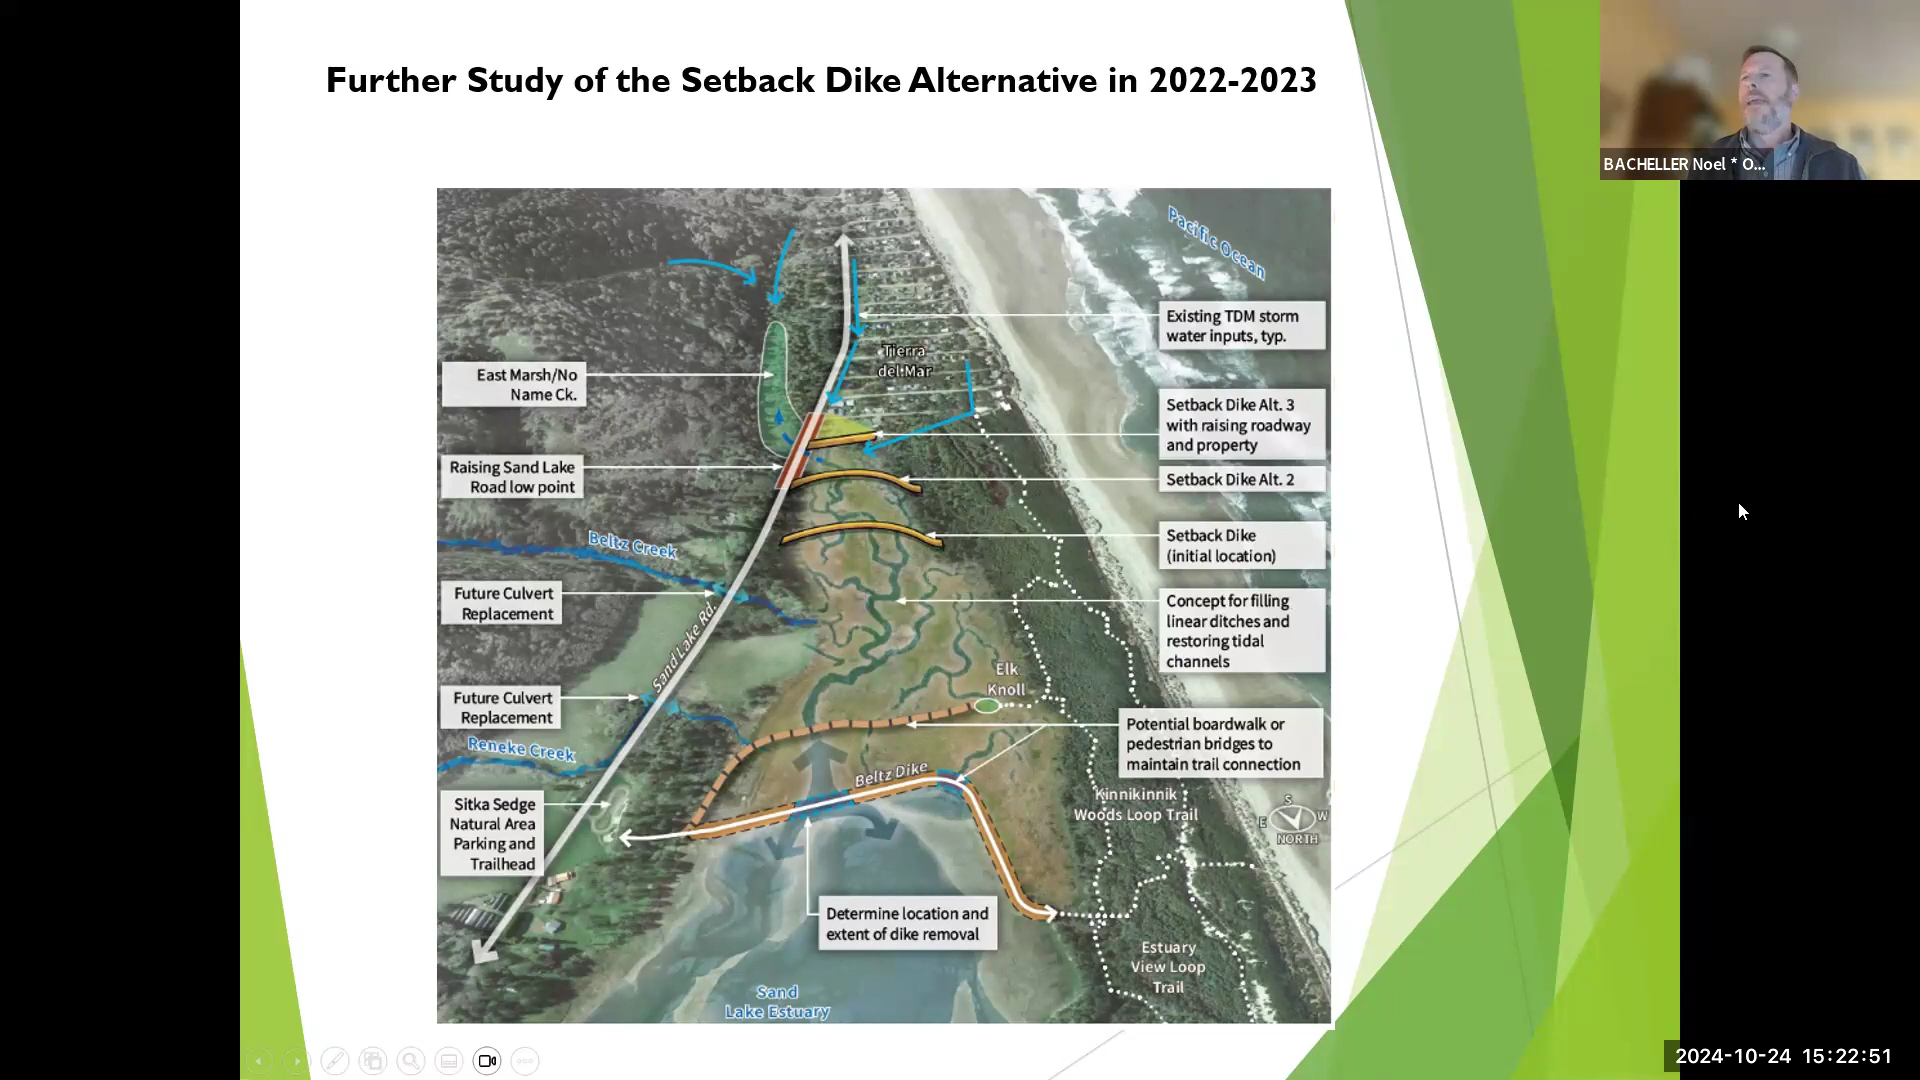 Further Study of the Setback Dike Alternative in 2022-2023
BACHELLER Noel * O...
Pacific Ocean
Existing TDM storm
water inputs, typ.
Tierra
del Mar
East Marsh/No
Name Ck.
Setback Dike Alt. 3
with raising roadway
and property
Raising Sand Lake
Road low point
Setback Dike Alt. 2
Beltz Creek
Setback Dike
(initial location)
Future Culvert
Replacement
Concept for filling
linear ditches and
restoring tidal
channels
Sand Lake Rd.
Elk
Knoll
Future Culvert
Replacement
Reneke Creek
Potential boardwalk or
pedestrian bridges to
maintain trail connection
Beltz Dike
Sitka Sedge
Natural Area
Parking and
Trailhead
Kinnikinnik
Woods Loop Trail
S
E W
NORTH
Determine location and
extent of dike removal
Estuary
View Loop
Trail
Sand
Lake Estuary
2024-10-24 15:22:51